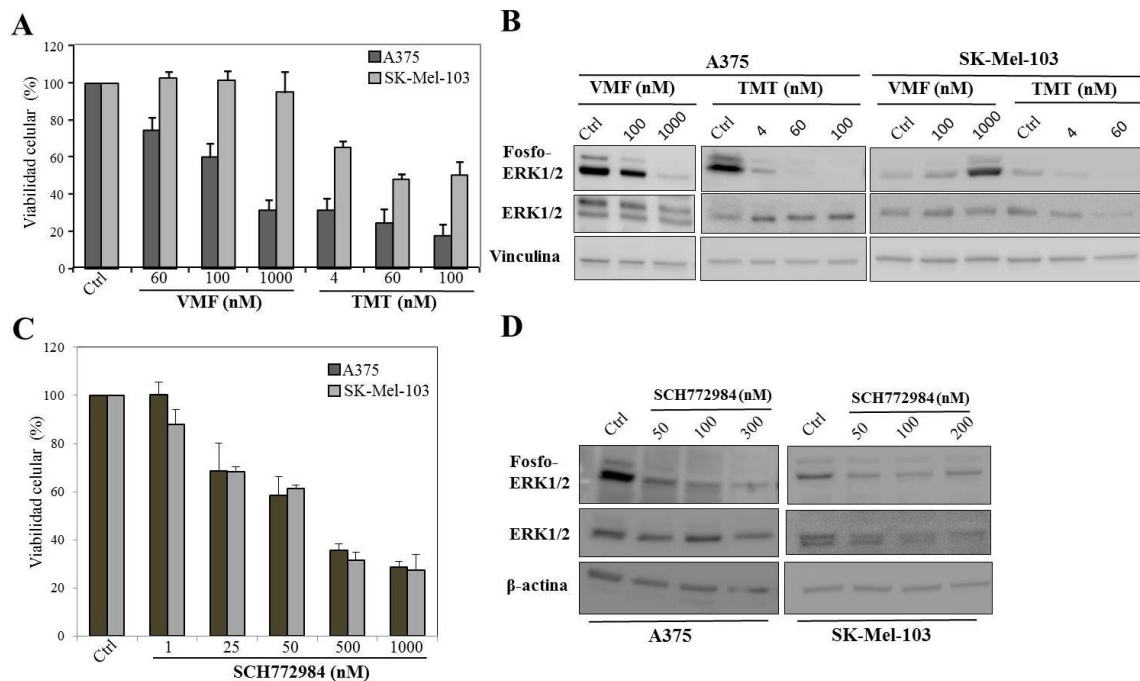 A
Viabilidad celular (%)
120
100
80
60
40
20
0
A375
SK-Mel-103
Ctrl
60
100
1000
4
60
100
VMF (nM)
TMT (nM)
B
A375
SK-Mel-103
VMF (nM)
TMT (nM)
VMF (nM)
TMT (nM)
Ctrl
100
1000
Ctrl
4
60
100
Ctrl
100
1000
Ctrl
4
60
Fosfo-
ERK1/2
ERK1/2
Vinculina
C
Viabilidad celular (%)
120
100
80
60
40
20
0
A375
SK-Mel-103
Ctrl
1
25
50
500
1000
SCH772984 (nM)
D
SCH772984 (nM)
SCH772984 (nM)
Ctrl
50
100
300
Ctrl
50
100
200
Fosfo-
ERK1/2
ERK1/2
β-actina
A375
SK-Mel-103